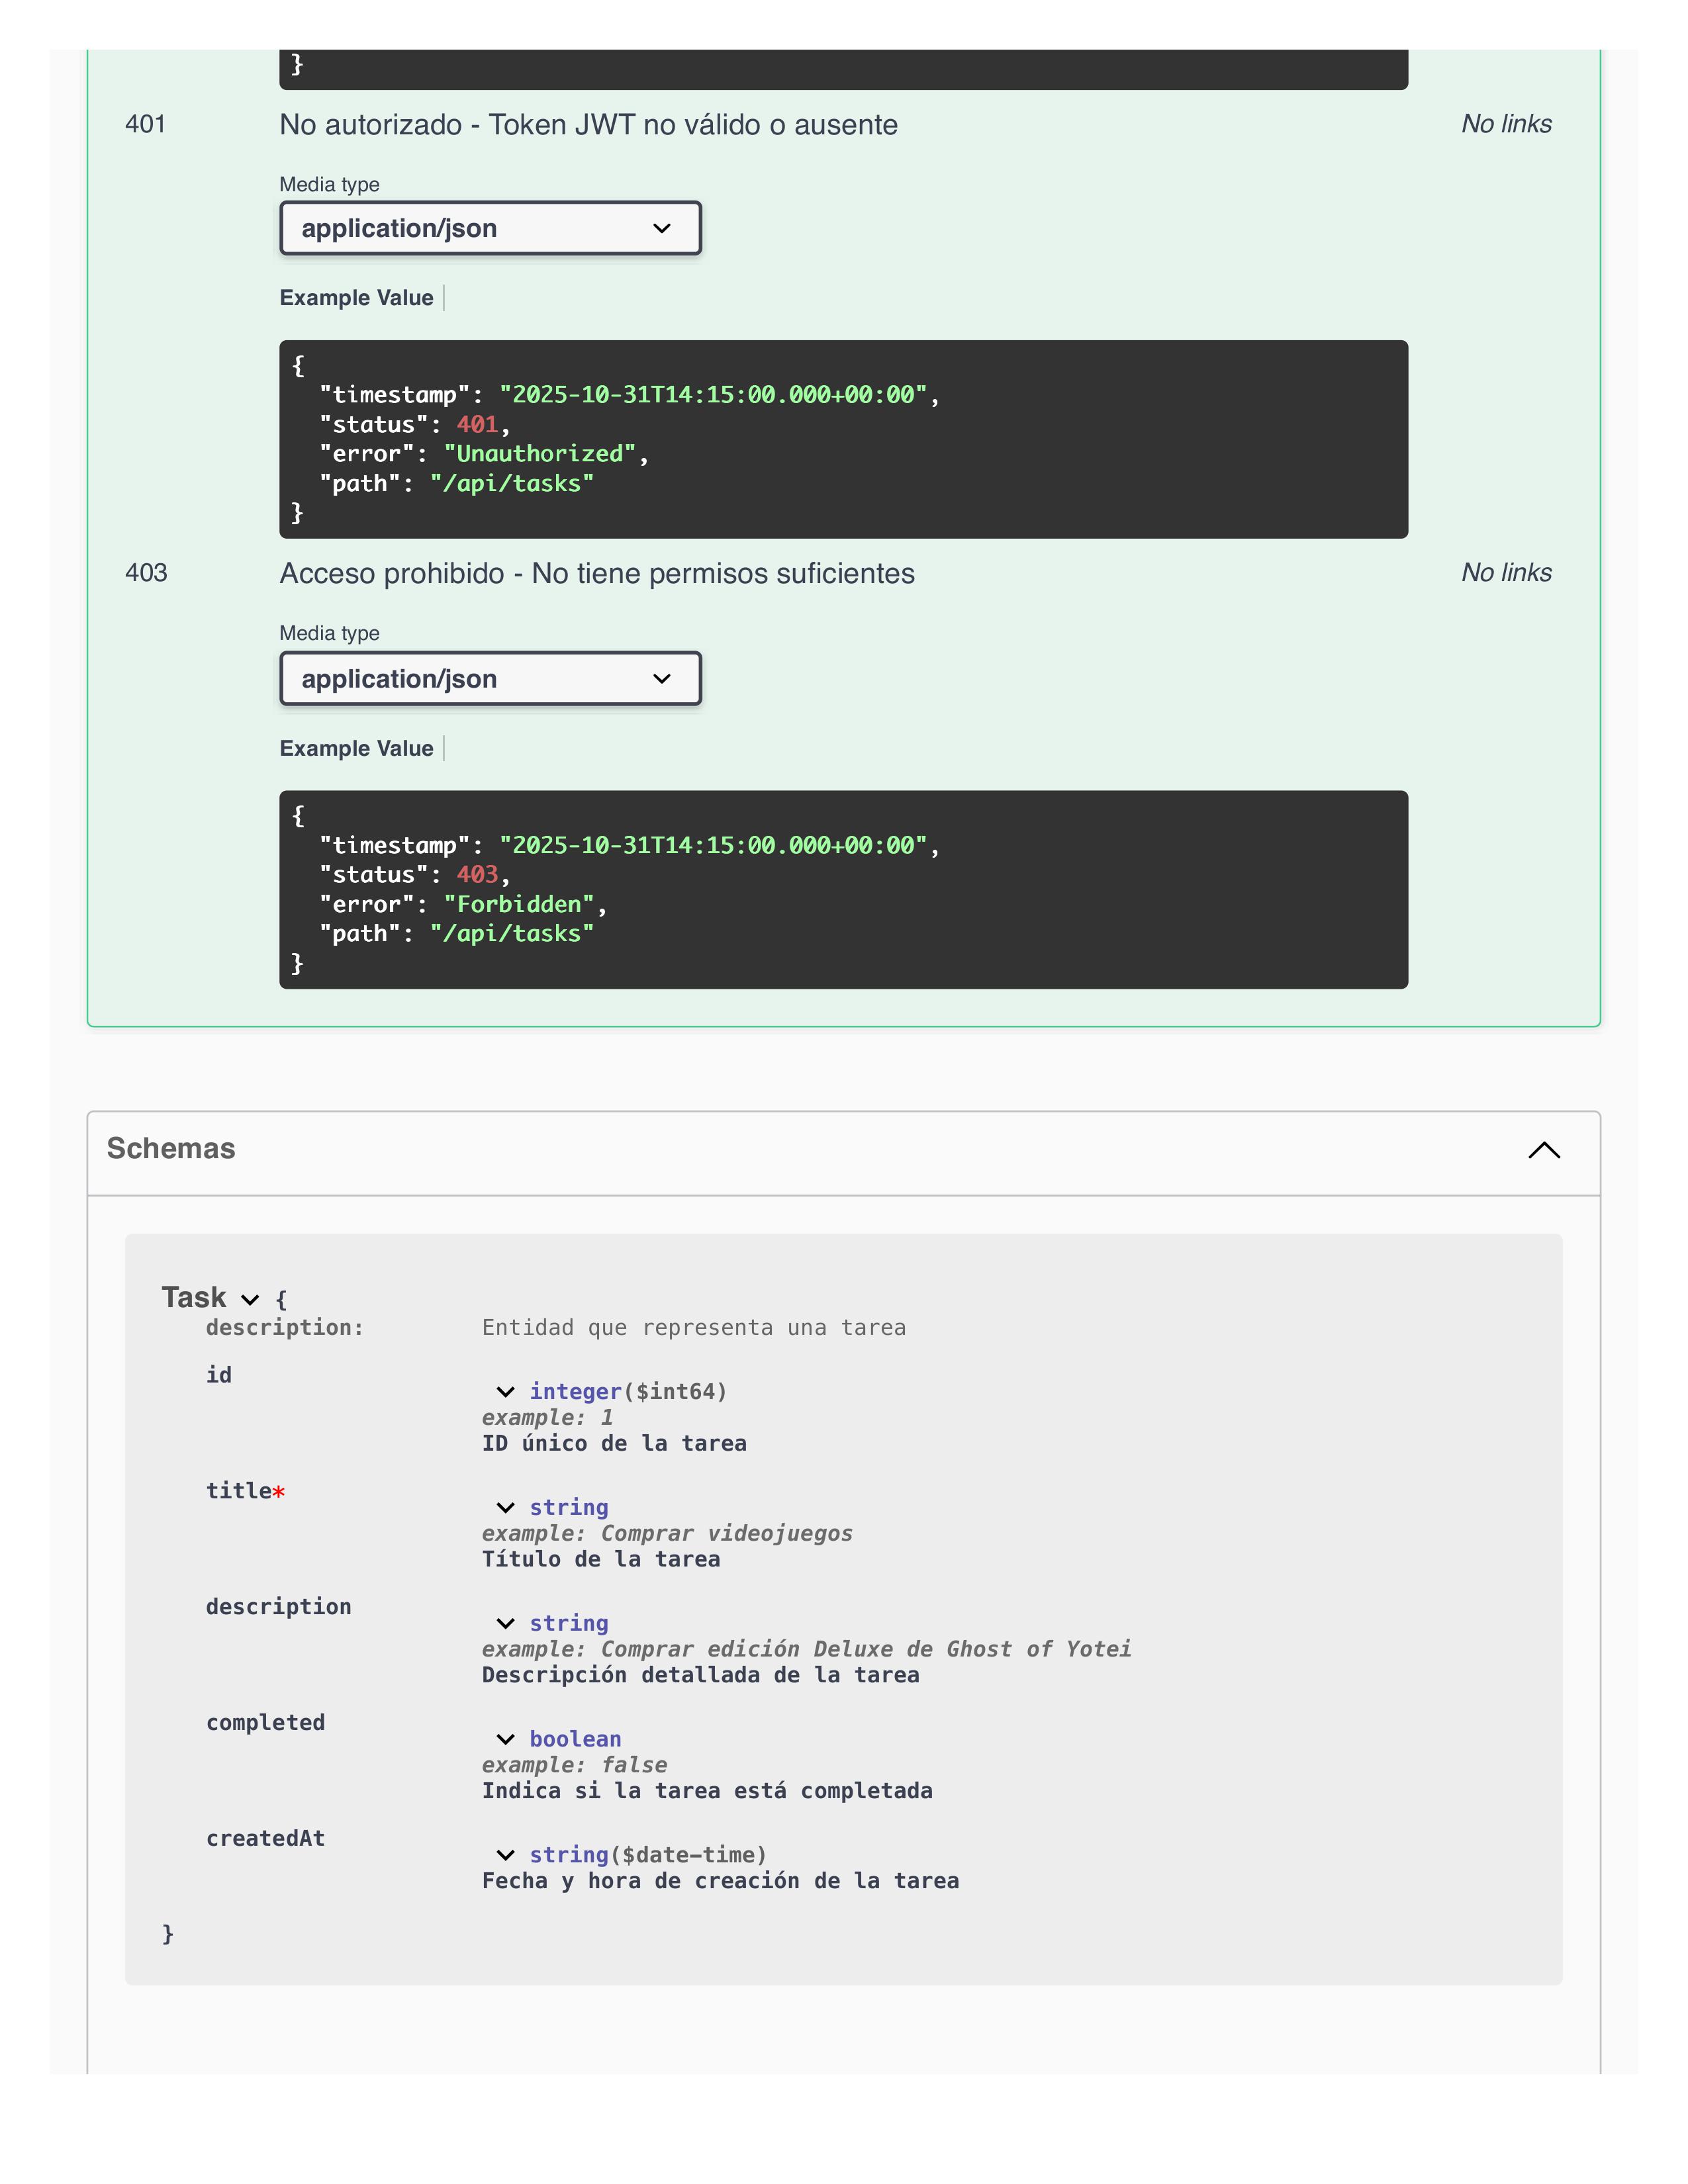 }
401 No autorizado - Token JWT no válido o ausente No links
Media type
application/json
Example Value
{
"timestamp": "2025-10-31T14:15:00.000+00:00",
"status": 401,
"error": "Unauthorized",
"path": "/api/tasks"
}
403 Acceso prohibido - No tiene permisos suficientes No links
Media type
application/json
Example Value
{
"timestamp": "2025-10-31T14:15:00.000+00:00",
"status": 403,
"error": "Forbidden",
"path": "/api/tasks"
}
Schemas
Task {
description: Entidad que representa una tarea
id
integer($int64)
example: 1
ID único de la tarea
title*
string
example: Comprar videojuegos
Título de la tarea
description
string
example: Comprar edición Deluxe de Ghost of Yotei
Descripción detallada de la tarea
completed
boolean
example: false
Indica si la tarea está completada
createdAt
string($date-time)
Fecha y hora de creación de la tarea
}